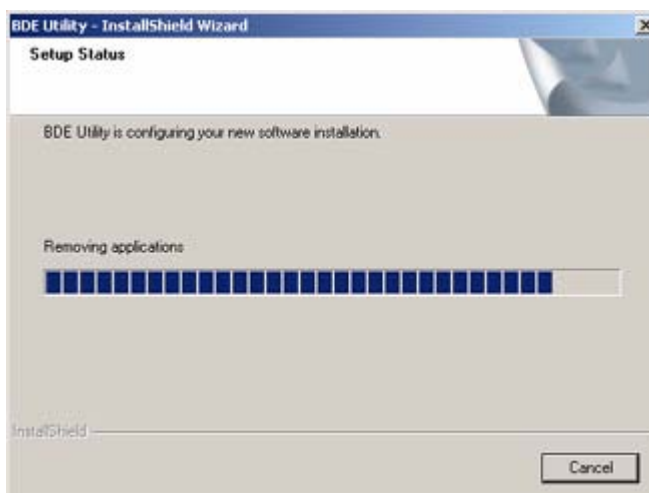 BDE Utility - InstallShield Wizard
Setup Status
BDE Utility is configuring your new software installation.
Removing applications
InstallShield
Cancel